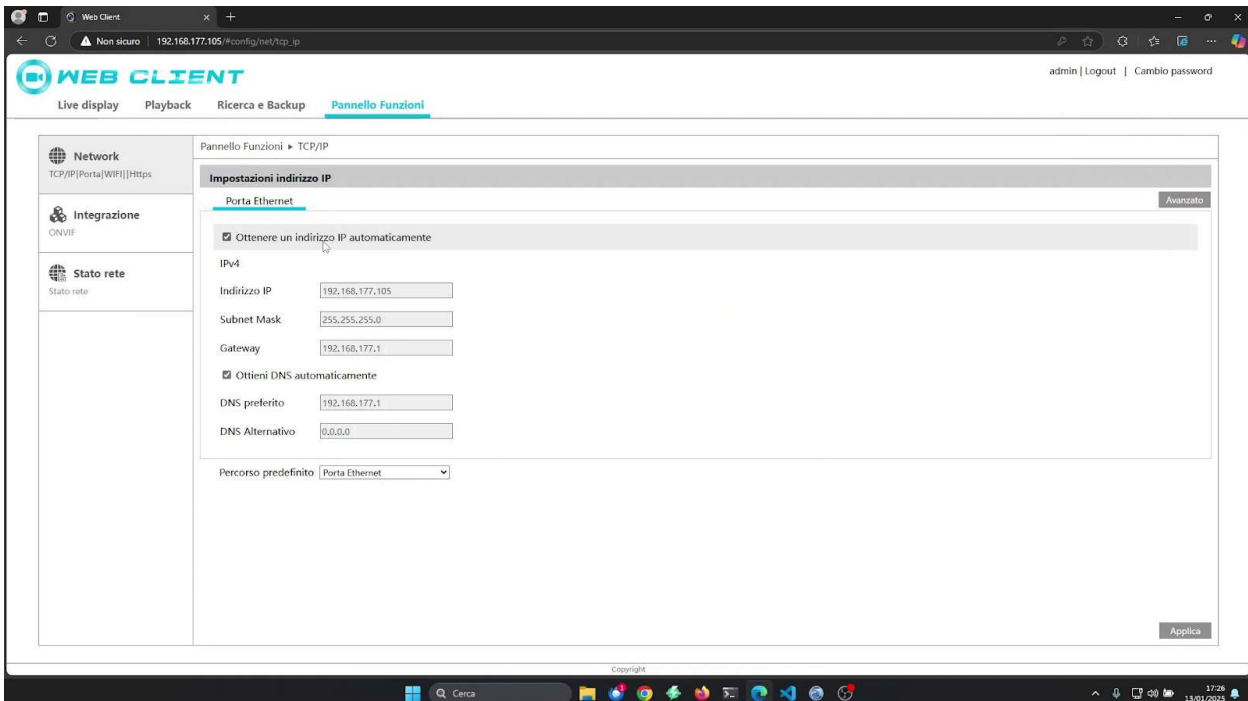 Web Client
Non sicuro 192.168.177.105/#config/net/tcp_ip
WEB CLIENT
admin | Logout | Cambio password
Live display Playback Ricerca e Backup Pannello Funzioni
Network
TCP/IP|Porta|WIFI||Https
Integrazione
ONVIF
Stato rete
Stato rete
Pannello Funzioni ▸ TCP/IP
Impostazioni indirizzo IP
Porta Ethernet
Avanzato
Ottenere un indirizzo IP automaticamente
IPv4
Indirizzo IP 192.168.177.105
Subnet Mask 255.255.255.0
Gateway 192.168.177.1
Ottieni DNS automaticamente
DNS preferito 192.168.177.1
DNS Alternativo 0.0.0.0
Percorso predefinito Porta Ethernet
Applica
Copyright
Cerca
17:26
13/01/2025